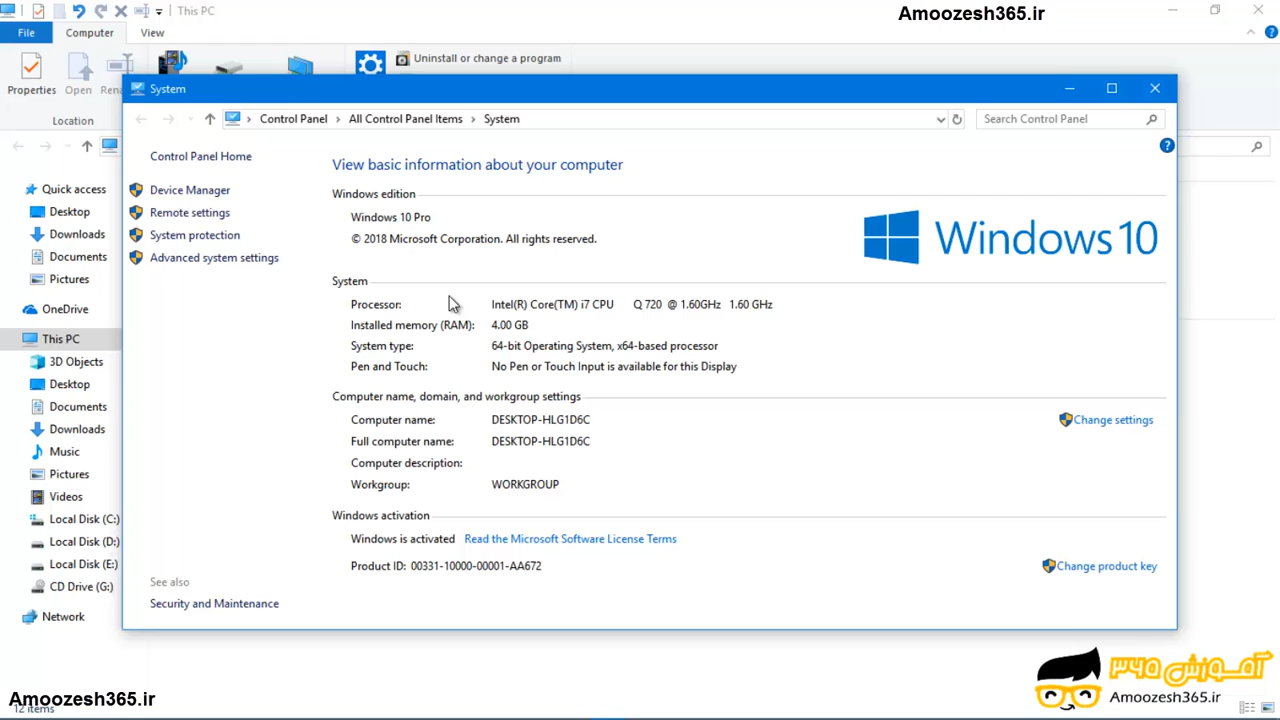 This PC
Amoozesh365.ir
File
Computer
View
Uninstall or change a program
Properties
Open
Location
System
Control Panel
All Control Panel Items
System
Search Control Panel
Control Panel Home
Device Manager
Remote settings
System protection
Advanced system settings
View basic information about your computer
Windows edition
Windows 10 Pro
© 2018 Microsoft Corporation. All rights reserved.
Windows 10
System
Processor: Intel(R) Core(TM) i7 CPU Q 720 @ 1.60GHz 1.60 GHz
Installed memory (RAM): 4.00 GB
System type: 64-bit Operating System, x64-based processor
Pen and Touch: No Pen or Touch Input is available for this Display
Computer name, domain, and workgroup settings
Computer name: DESKTOP-HLG1D6C
Change settings
Full computer name: DESKTOP-HLG1D6C
Computer description:
Workgroup: WORKGROUP
Windows activation
Windows is activated Read the Microsoft Software License Terms
Product ID: 00331-10000-00001-AA672
Change product key
See also
Security and Maintenance
Quick access
Desktop
Downloads
Documents
Pictures
OneDrive
This PC
3D Objects
Desktop
Documents
Downloads
Music
Pictures
Videos
Local Disk (C:)
Local Disk (D:)
Local Disk (E:)
CD Drive (G:)
Network
آموزش ۳۶۵
Amoozesh365.ir
Amoozesh365.ir
12 items